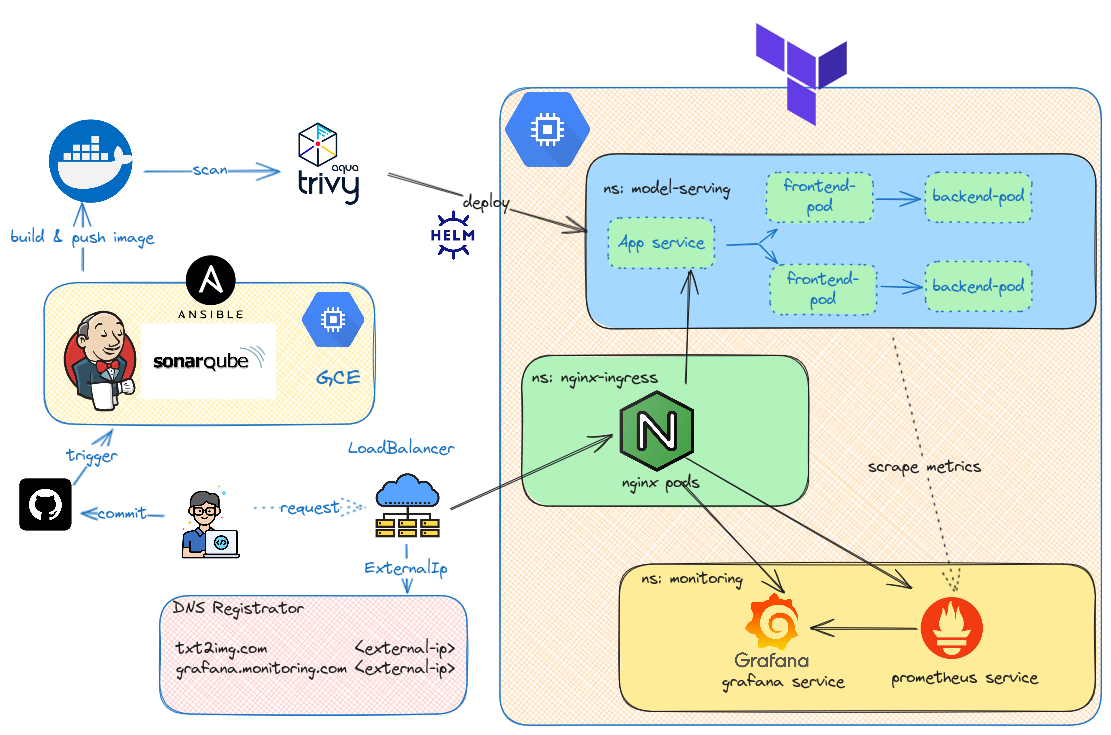 scan
aqua
trivy
deploy
HELM
build & push image
ANSIBLE
sonarqube
GCE
trigger
commit
request
LoadBalancer
ExternalIp
DNS Registrator
txt2img.com <external-ip>
grafana.monitoring.com <external-ip>
ns: model-serving
App service
frontend-
pod
backend-pod
frontend-
pod
backend-pod
ns: nginx-ingress
N
nginx pods
scrape metrics
ns: monitoring
Grafana
grafana service
prometheus service